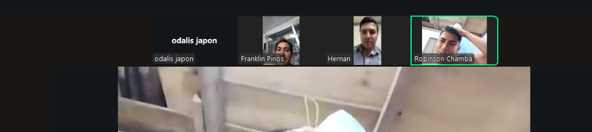 odalis japon
odalis japon
Franklin Pinos
Hernan
Robinson Chamba